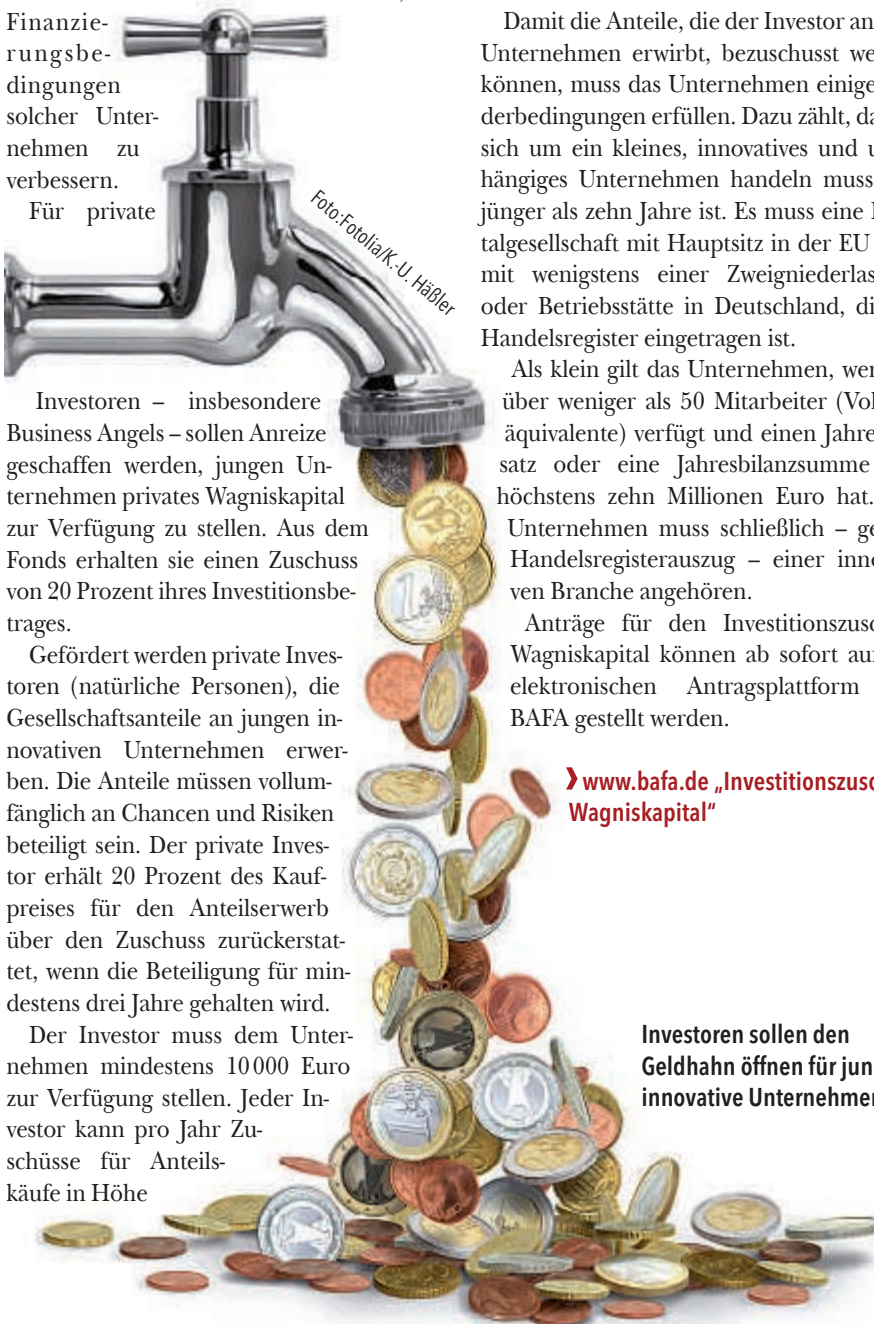 Finanzie-
rungsbe-
dingungen
solcher Unter-
nehmen zu
verbessern.
Für private
Investoren – insbesondere
Business Angels – sollen Anreize
geschaffen werden, jungen Un-
ternehmen privates Wagniskapital
zur Verfügung zu stellen. Aus dem
Fonds erhalten sie einen Zuschuss
von 20 Prozent ihres Investitionsbe-
trages.
Gefördert werden private Inves-
toren (natürliche Personen), die
Gesellschaftsanteile an jungen in-
novativen Unternehmen erwer-
ben. Die Anteile müssen vollum-
fänglich an Chancen und Risiken
beteiligt sein. Der private Inves-
tor erhält 20 Prozent des Kauf-
preises für den Anteilserwerb
über den Zuschuss zurückerstat-
tet, wenn die Beteiligung für min-
destens drei Jahre gehalten wird.
Der Investor muss dem Unter-
nehmen mindestens 10 000 Euro
zur Verfügung stellen. Jeder In-
vestor kann pro Jahr Zu-
schüsse für Anteils-
käufe in Höhe
Foto:Fotolia/K.-U. Häßler
Damit die Anteile, die der Investor an
Unternehmen erwirbt, bezuschusst we
können, muss das Unternehmen einige
derbedingungen erfüllen. Dazu zählt, da
sich um ein kleines, innovatives und u
hängiges Unternehmen handeln muss
jünger als zehn Jahre ist. Es muss eine
talgesellschaft mit Hauptsitz in der EU
mit wenigstens einer Zweigniederlas
oder Betriebsstätte in Deutschland, di
Handelsregister eingetragen ist.
Als klein gilt das Unternehmen, wer
über weniger als 50 Mitarbeiter (Vol
äquivalente) verfügt und einen Jahre
satz oder eine Jahresbilanzsumme
höchstens zehn Millionen Euro hat.
Unternehmen muss schließlich – ge
Handelsregisterauszug – einer inno
ven Branche angehören.
Anträge für den Investitionszusc
Wagniskapital können ab sofort au
elektronischen Antragsplattform
BAFA gestellt werden.
❯ www.bafa.de „Investitionszusc
Wagniskapital“
Investoren sollen den
Geldhahn öffnen für jun
innovative Unternehmen